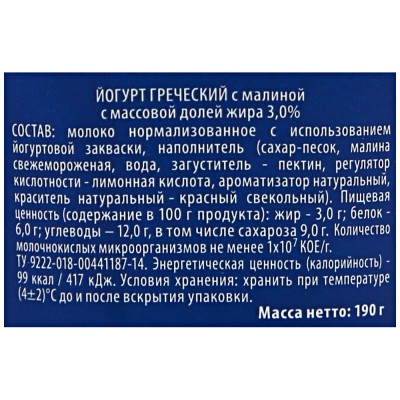 ЙОГУРТ ГРЕЧЕСКИЙ с малиной
с массовой долей жира 3,0%
СОСТАВ: молоко нормализованное с использованием
йогуртовой закваски, наполнитель (сахар-песок, малина
свежемороженая, вода, загуститель - пектин, регулятор
кислотности - лимонная кислота, ароматизатор натуральный,
краситель натуральный - красный свекольный). Пищевая
ценность (содержание в 100 г продукта): жир - 3,0 г; белок -
6,0 г; углеводы – 12,0 г, в том числе сахароза 9,0 г. Количество
молочнокислых микроорганизмов не менее 1х10⁷ КОЕ/г.
ТУ 9222-018-00441187-14. Энергетическая ценность (калорийность) -
99 ккал / 417 кДж. Условия хранения: хранить при температуре
(4±2)°С до и после вскрытия упаковки.
Масса нетто: 190 г